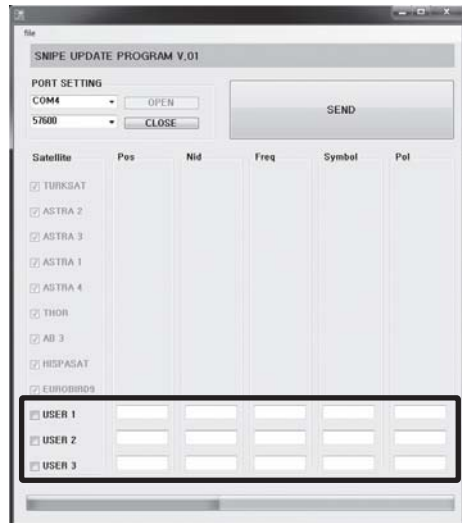 file
SNIPE UPDATE PROGRAM V.01
PORT SETTING
COM4 OPEN
57600 CLOSE
SEND
Satellite Pos Nid Freq Symbol Pol
TURKSAT
ASTRA 2
ASTRA 3
ASTRA 1
ASTRA 4
THOR
AB 3
HISPASAT
EUROBIRD9
USER 1
USER 2
USER 3